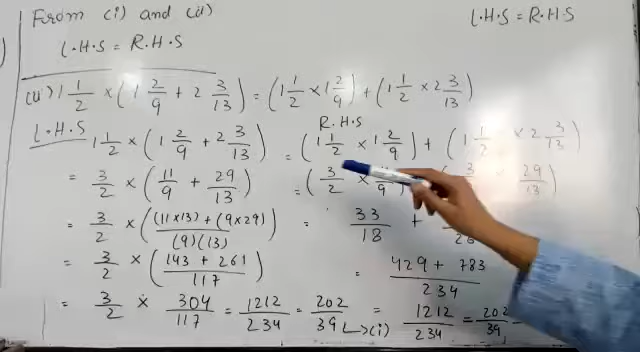 From (i) and (ii)
L.H.S = R.H.S
L.H.S = R.H.S
(ii) 1 1/2 × (1 2/9 + 2 3/13) = (1 1/2 × 1 2/9) + (1 1/2 × 2 3/13)
L.H.S
R.H.S
1 1/2 × (1 2/9 + 2 3/13)
= (1 1/2 × 1 2/9) + (1 1/2 × 2 3/13)
= 3/2 × (11/9 + 29/13)
= (3/2 × /9) × 29/13)
= 3/2 × ((11×13) + (9×29)/(9)(13))
= 33/18 +
= 3/2 × (143 + 261/117)
= 429 + 783/234
= 3/2 × 304/117 = 1212/234 = 202/39 → (i)
= 1212/234 = 202/39